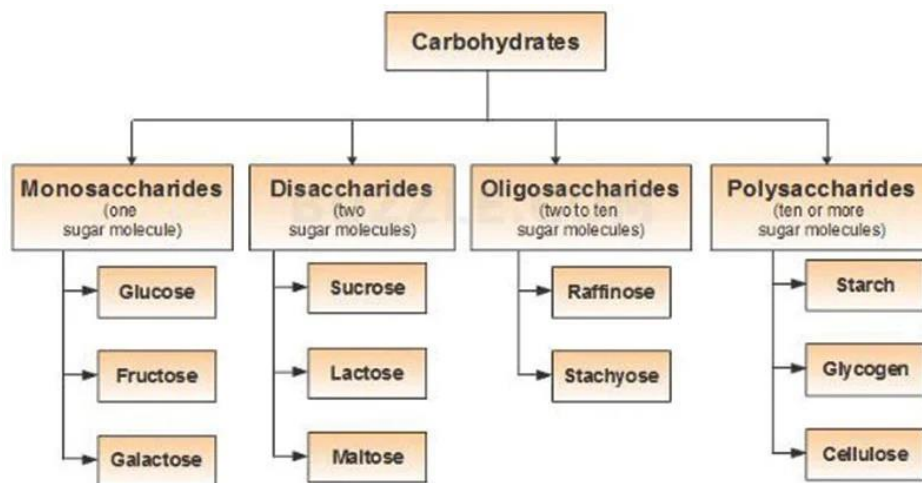 Carbohydrates
Monosaccharides
(one
sugar molecule)
Disaccharides
(two
sugar molecules)
Oligosaccharides
(two to ten
sugar molecules)
Polysaccharides
(ten or more
sugar molecules)
Glucose
Fructose
Galactose
Sucrose
Lactose
Maltose
Raffinose
Stachyose
Starch
Glycogen
Cellulose